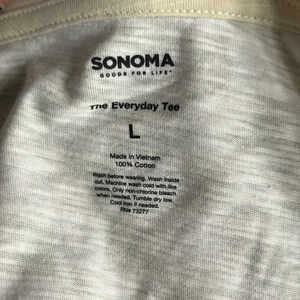 SONOMA
GOODS FOR LIFE™
The Everyday Tee
L
Made in Vietnam
100% Cotton
Wash before wearing. Wash inside
out. Machine wash cold with like
colors. Only non-chlorine bleach
when needed. Tumble dry low.
Cool iron if needed.
RN# 73277